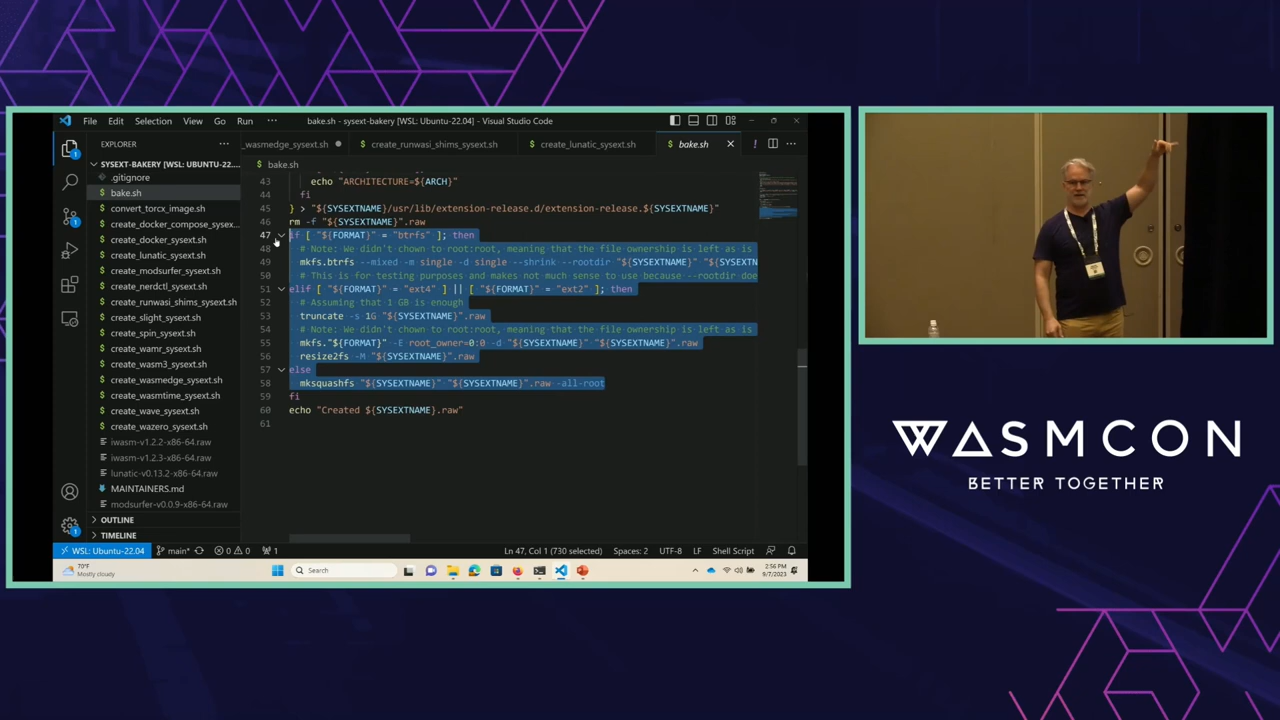 File Edit Selection View Go Run ··· bake.sh - sysext-bakery [WSL: Ubuntu-22.04] - Visual Studio Code
EXPLORER ···
_wasmedge_sysext.sh
$ create_runwasi_shims_sysext.sh
$ create_lunatic_sysext.sh
$ bake.sh
SYSEXT-BAKERY [WSL: UBUNTU-22....
.gitignore
$ bake.sh
$ convert_torcx_image.sh
$ create_docker_compose_sysex...
$ create_docker_sysext.sh
$ create_lunatic_sysext.sh
$ create_modsurfer_sysext.sh
$ create_nerdctl_sysext.sh
$ create_runwasi_shims_sysext.sh
$ create_slight_sysext.sh
$ create_spin_sysext.sh
$ create_wamr_sysext.sh
$ create_wasm3_sysext.sh
$ create_wasmedge_sysext.sh
$ create_wasmtime_sysext.sh
$ create_wave_sysext.sh
$ create_wazero_sysext.sh
iwasm-v1.2.2-x86-64.raw
iwasm-v1.2.3-x86-64.raw
lunatic-v0.13.2-x86-64.raw
MAINTAINERS.md
modsurfer-v0.0.9-x86-64.raw
OUTLINE
TIMELINE
$ bake.sh
43 echo "ARCHITECTURE=${ARCH}"
44 fi
45 } > "${SYSEXTNAME}/usr/lib/extension-release.d/extension-release.${SYSEXTNAME}"
46 rm -f "${SYSEXTNAME}".raw
47 if [ "${FORMAT}" = "btrfs" ]; then
48 # Note: We didn't chown to root:root, meaning that the file ownership is left as is
49 mkfs.btrfs --mixed -m single -d single --shrink --rootdir "${SYSEXTNAME}" "${SYSEXTNA
50 # This is for testing purposes and makes not much sense to use because --rootdir doe
51 elif [ "${FORMAT}" = "ext4" ] || [ "${FORMAT}" = "ext2" ]; then
52 # Assuming that 1 GB is enough
53 truncate -s 1G "${SYSEXTNAME}".raw
54 # Note: We didn't chown to root:root, meaning that the file ownership is left as is
55 mkfs."${FORMAT}" -E root_owner=0:0 -d "${SYSEXTNAME}" "${SYSEXTNAME}".raw
56 resize2fs -M "${SYSEXTNAME}".raw
57 else
58 mksquashfs "${SYSEXTNAME}" "${SYSEXTNAME}".raw -all-root
59 fi
60 echo "Created ${SYSEXTNAME}.raw"
61
WSL: Ubuntu-22.04 main* 0 0 1 Ln 47, Col 1 (730 selected) Spaces: 2 UTF-8 LF Shell Script
70°F
Mostly cloudy
Search
2:56 PM
9/7/2023
WASMCON
BETTER TOGETHER